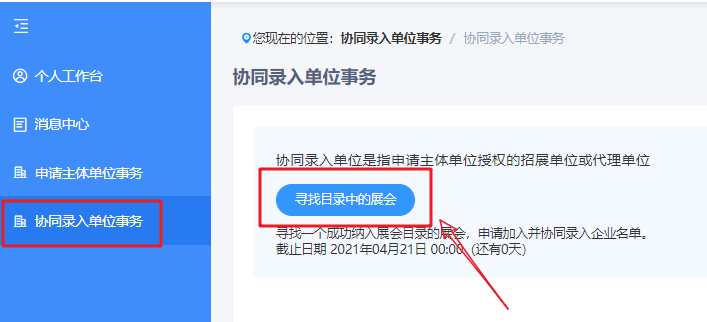 您现在的位置：协同录入单位事务 / 协同录入单位事务
个人工作台
消息中心
申请主体单位事务
协同录入单位事务
协同录入单位事务
协同录入单位是指申请主体单位授权的招展单位或代理单位
寻找目录中的展会
寻找一个成功纳入展会目录的展会，申请加入并协同录入企业名单。
截止日期 2021年04月21日 00:00（还有0天）